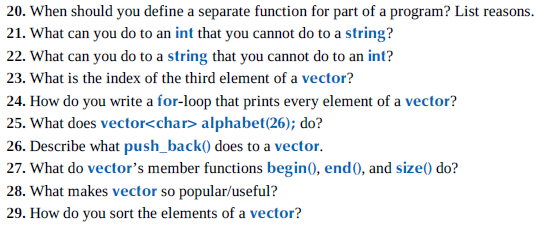 20. When should you define a separate function for part of a program? List reasons.
21. What can you do to an int that you cannot do to a string?
22. What can you do to a string that you cannot do to an int?
23. What is the index of the third element of a vector?
24. How do you write a for-loop that prints every element of a vector?
25. What does vector<char> alphabet(26); do?
26. Describe what push_back() does to a vector.
27. What do vector’s member functions begin(), end(), and size() do?
28. What makes vector so popular/useful?
29. How do you sort the elements of a vector?